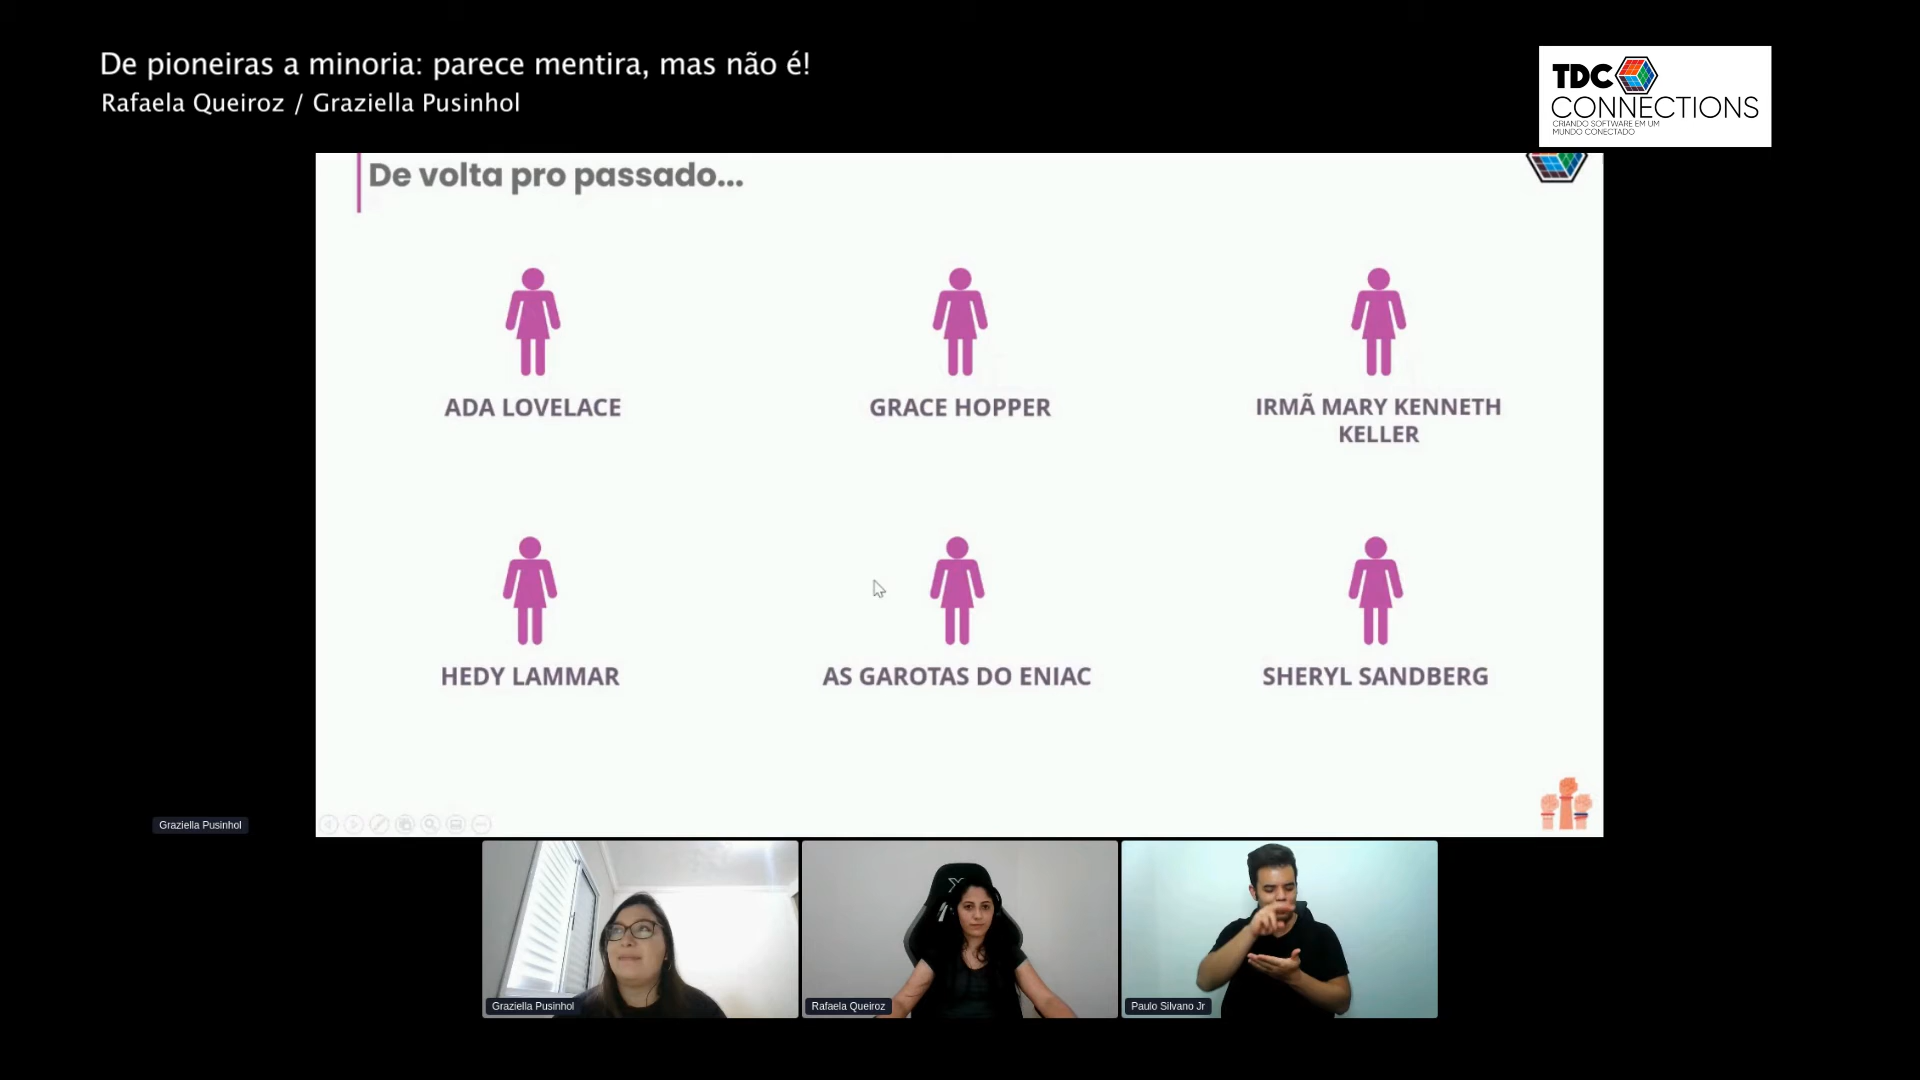 De pioneiras a minoria: parece mentira, mas não é!
Rafaela Queiroz / Graziella Pusinhol
TDC
CONNECTIONS
CRIANDO SOFTWARE EM UM
MUNDO CONECTADO
De volta pro passado...
ADA LOVELACE
GRACE HOPPER
IRMÃ MARY KENNETH
KELLER
HEDY LAMMAR
AS GAROTAS DO ENIAC
SHERYL SANDBERG
Graziella Pusinhol
Graziella Pusinhol
Rafaela Queiroz
Paulo Silvano Jr